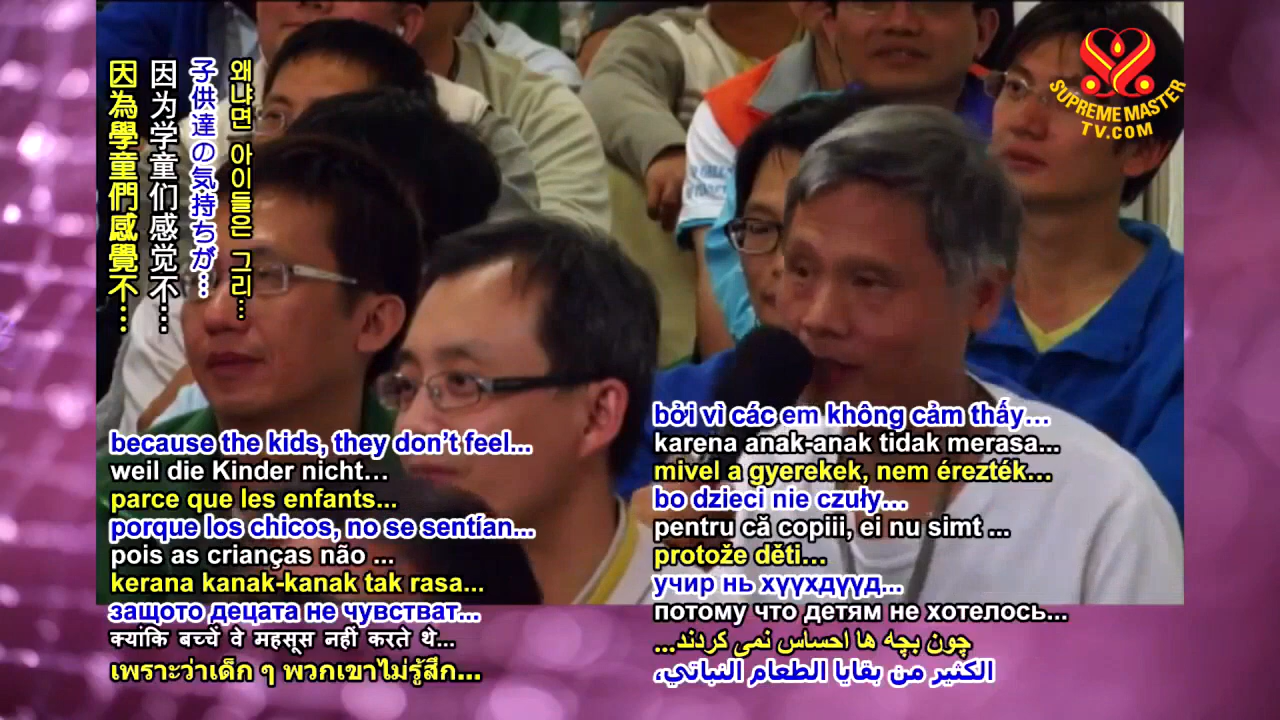 SUPREME MASTER
TV.COM
왜냐면 아이들은 그리...
子供達の気持ちが...
因为学童们感觉不...
因為學童們感覺不...
because the kids, they don't feel...
weil die Kinder nicht...
parce que les enfants...
porque los chicos, no se sentían...
pois as crianças não ...
kerana kanak-kanak tak rasa...
защото децата не чувстват...
क्यांकि बच्चें वे महसूस नहीं करते थे...
เพราะว่าเด็ก ๆ พวกเขาไม่รู้สึก...
bởi vì các em không cảm thấy...
karena anak-anak tidak merasa...
mivel a gyerekek, nem érezték...
bo dzieci nie czuły...
pentru că copiii, ei nu simt ...
protože děti...
учир нь хүүхдүүд...
потому что детям не хотелось...
چون بچه ها احساس نمی کردند...
الكثير من بقايا الطعام النباتي،